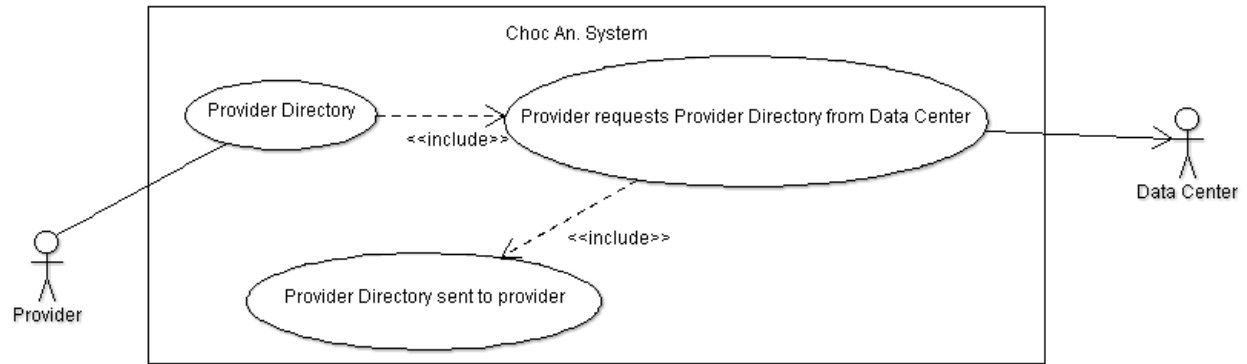 Choc An. System
Provider Directory
Provider requests Provider Directory from Data Center
<<include>>
Data Center
<<include>>
Provider Directory sent to provider
Provider